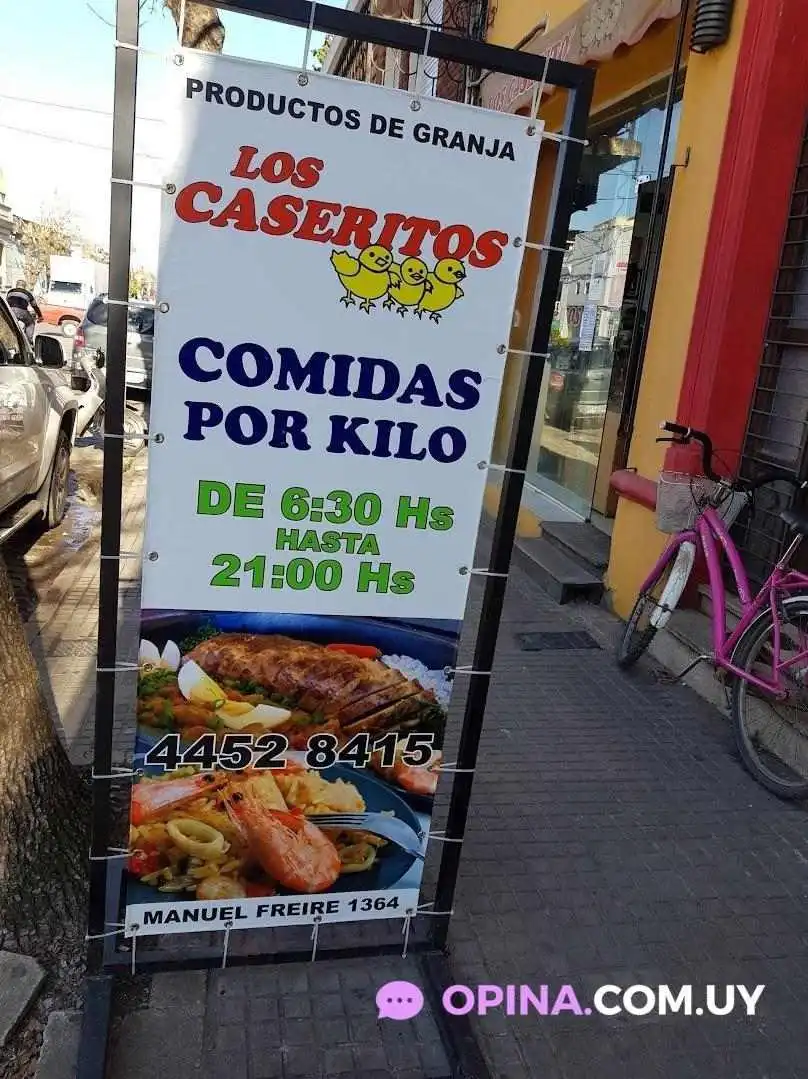 PRODUCTOS DE GRANJA
LOS
CASERITOS
COMIDAS
POR KILO
DE 6:30 Hs
HASTA
21:00 Hs
4452 8415
MANUEL FREIRE 1364
OPINA.COM.UY